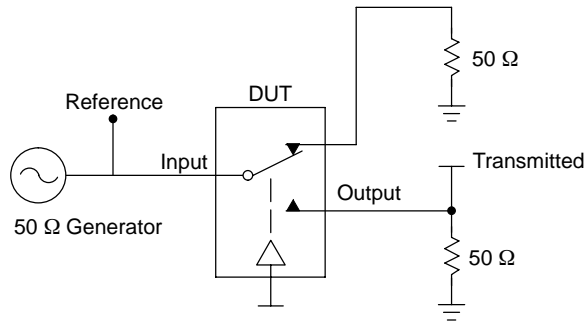 50 Ω
DUT
Reference
Input
Transmitted
Output
50 Ω Generator
50 Ω